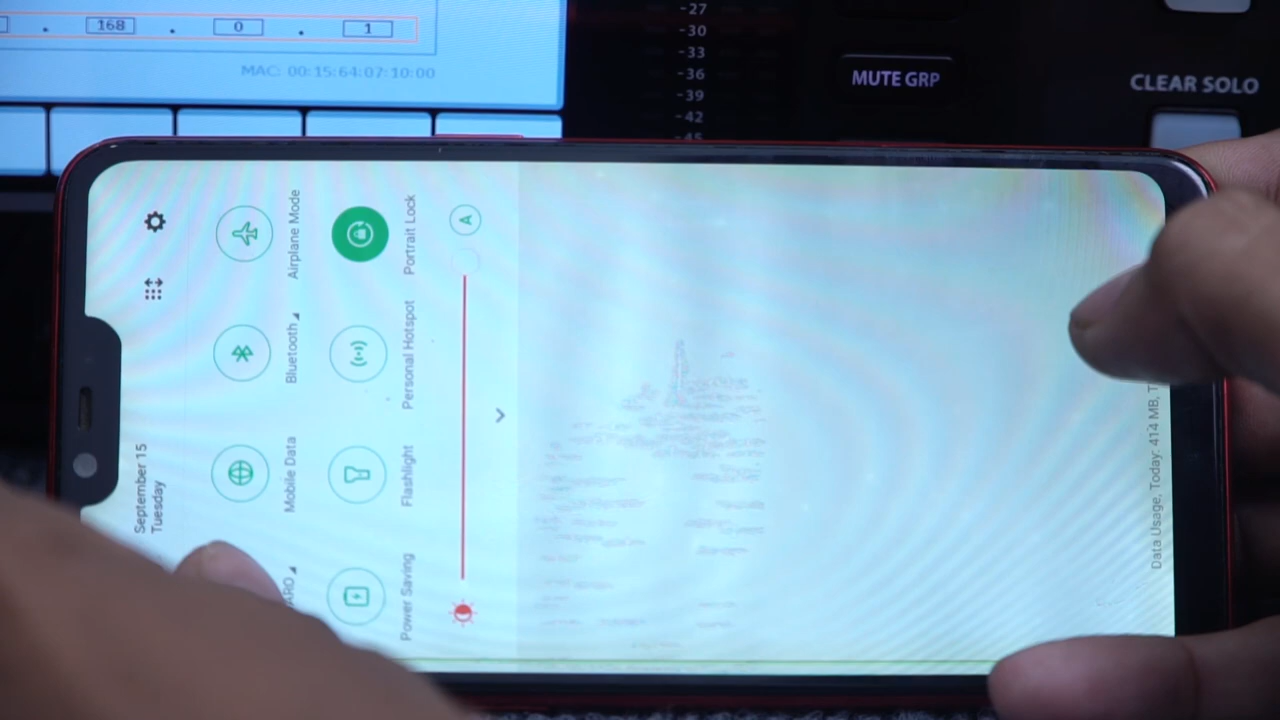 . 168 . 0 . 1
MAC: 00:15:64:07:10:00
-27
-30
-33
-36
-39
-42
-45
MUTE GRP
CLEAR SOLO
September 15
Tuesday
Mobile Data
Bluetooth
Airplane Mode
Power Saving
Flashlight
Personal Hotspot
Portrait Lock
A
Data Usage, Today: 414 MB,